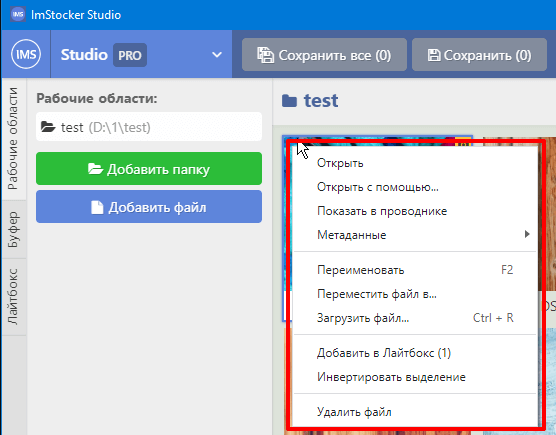 IMS ImStocker Studio
IMS Studio PRO
Сохранить все (0)
Сохранить (0)
Рабочие области
Буфер
Лайтбокс
Рабочие области:
test (D:\1\test)
Добавить папку
Добавить файл
test
Открыть
Открыть с помощью...
Показать в проводнике
Метаданные
Переименовать F2
Переместить файл в...
Загрузить файл... Ctrl + R
Добавить в Лайтбокс (1)
Инвертировать выделение
Удалить файл